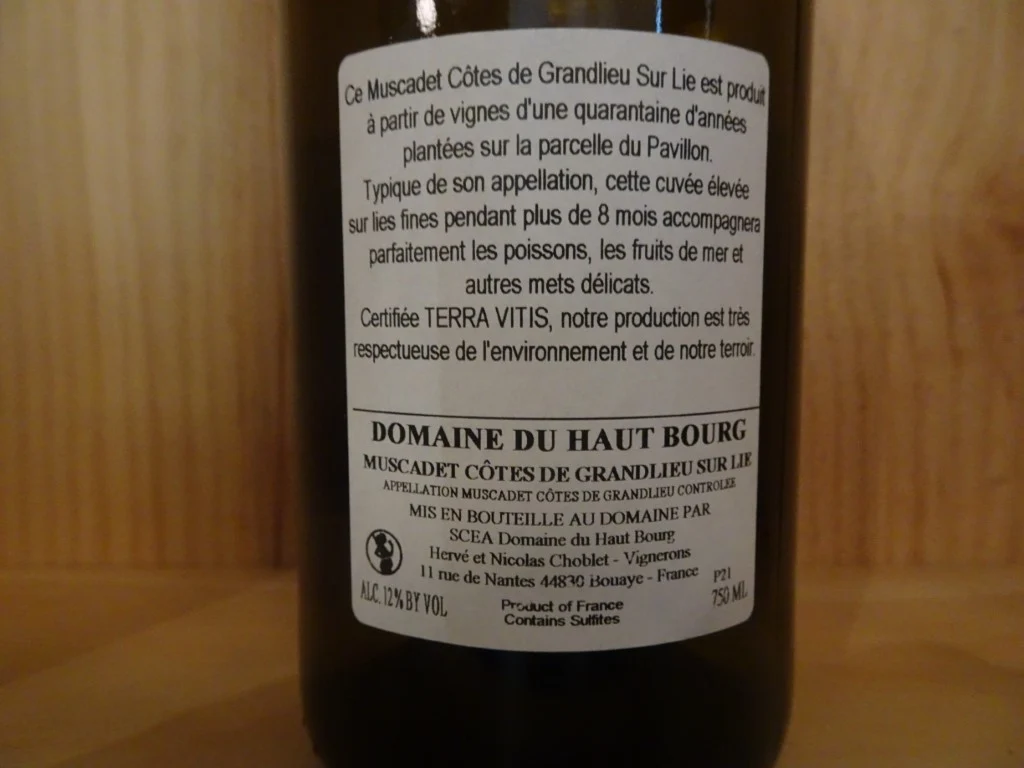 Ce Muscadet Côtes de Grandlieu Sur Lie est produit
à partir de vignes d'une quarantaine d'années
plantées sur la parcelle du Pavillon.
Typique de son appellation, cette cuvée élevée
sur lies fines pendant plus de 8 mois accompagnera
parfaitement les poissons, les fruits de mer et
autres mets délicats.
Certifiée TERRA VITIS, notre production est très
respectueuse de l'environnement et de notre terroir.
DOMAINE DU HAUT BOURG
MUSCADET CÔTES DE GRANDLIEU SUR LIE
APPELLATION MUSCADET CÔTES DE GRANDLIEU CONTROLEE
MIS EN BOUTEILLE AU DOMAINE PAR
SCEA Domaine du Haut Bourg
Hervé et Nicolas Choblet - Vignerons
11 rue de Nantes 44830 Bouaye - France
P21
ALC. 12% BY VOL
750 ML
Product of France
Contains Sulfites